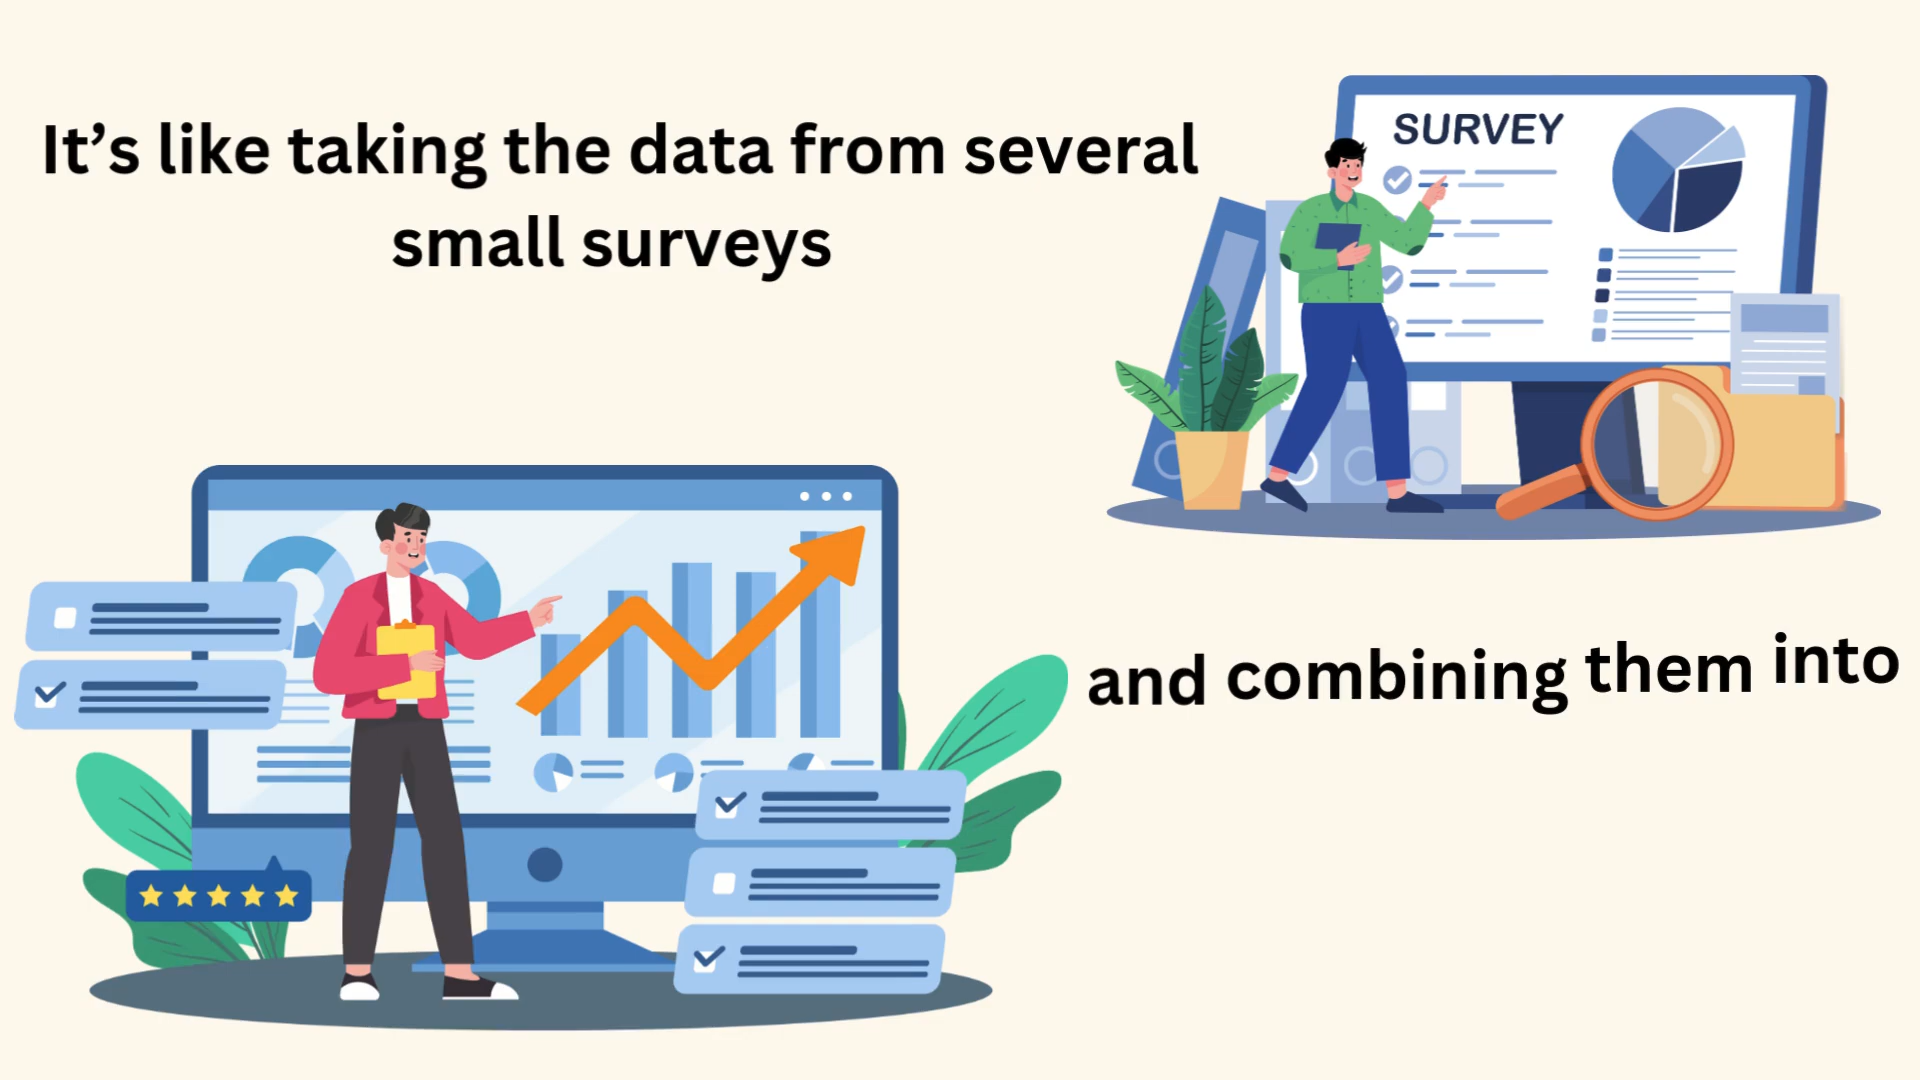 It’s like taking the data from several
small surveys
SURVEY
and combining them into